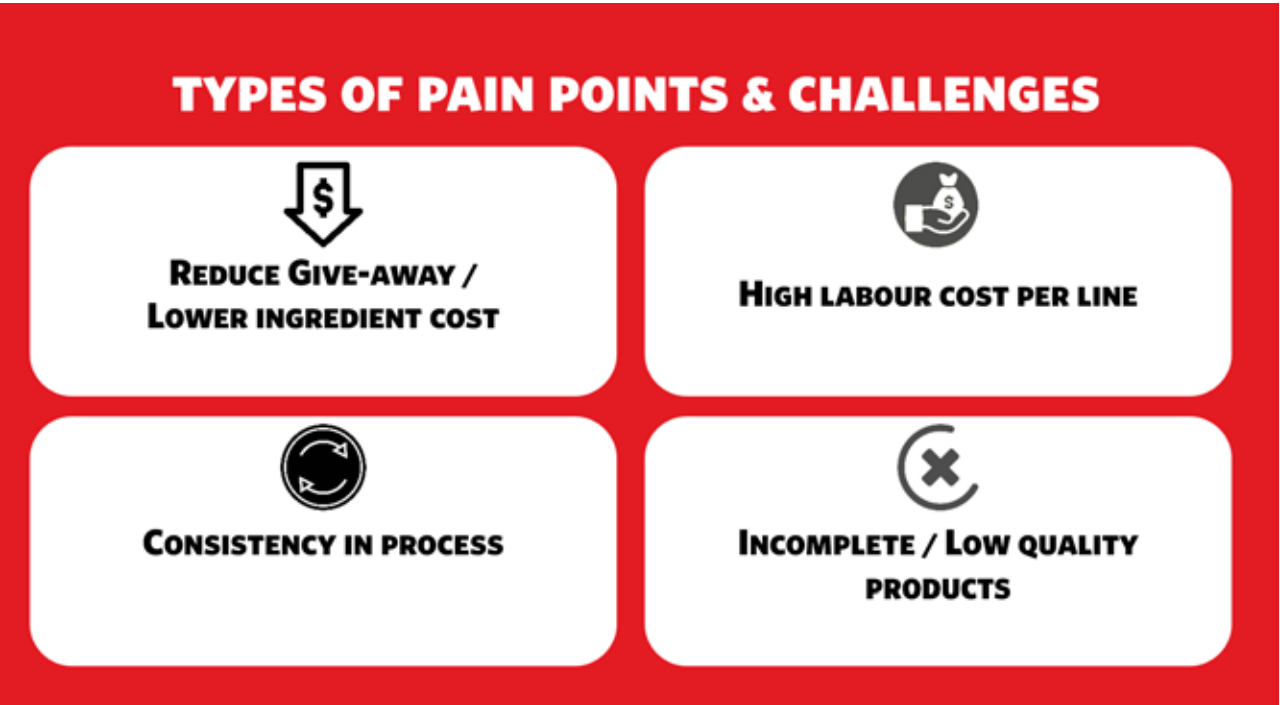 TYPES OF PAIN POINTS & CHALLENGES
$
REDUCE GIVE-AWAY /
LOWER INGREDIENT COST
$
HIGH LABOUR COST PER LINE
CONSISTENCY IN PROCESS
INCOMPLETE / LOW QUALITY
PRODUCTS